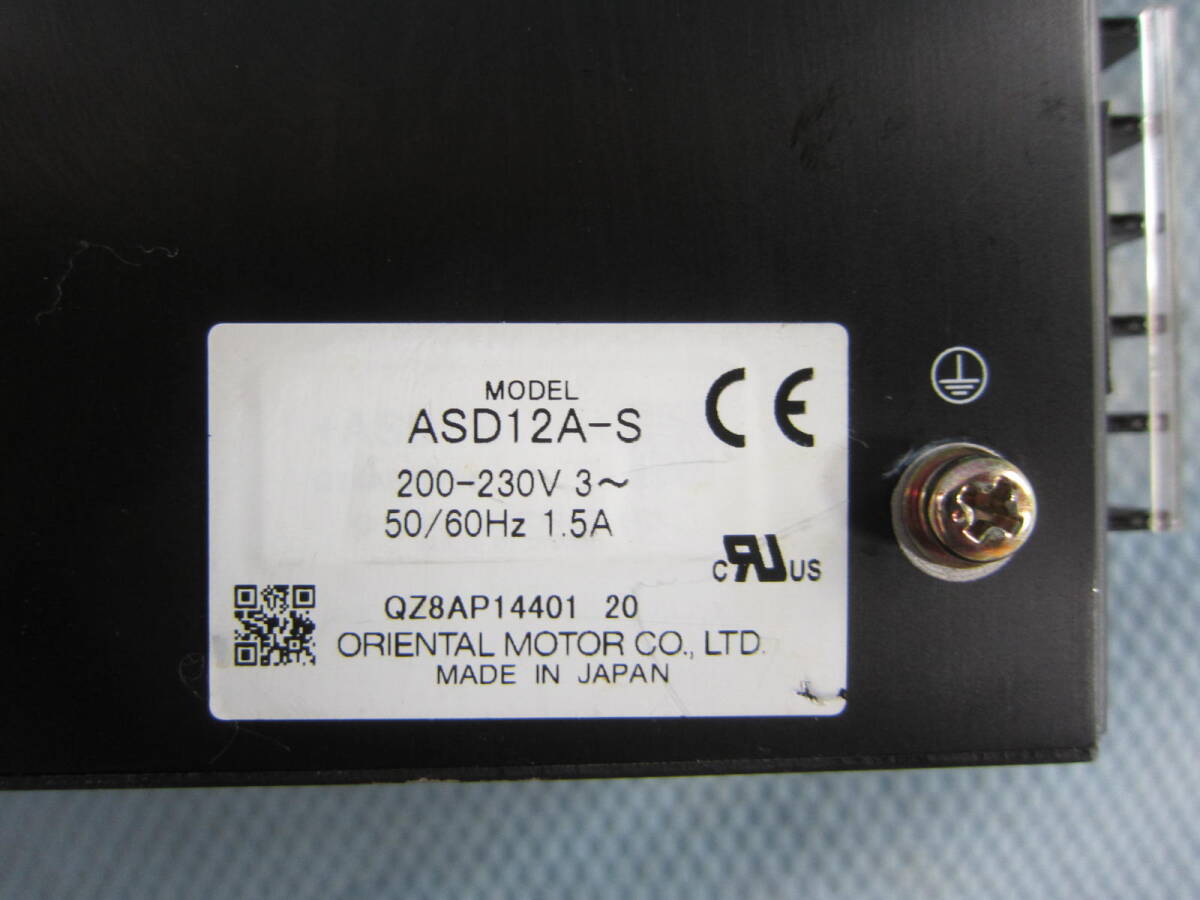 MODEL
ASD12A-S
CE
200-230V 3~
50/60Hz 1.5A
c RU US
QZ8AP14401 20
ORIENTAL MOTOR CO., LTD.
MADE IN JAPAN